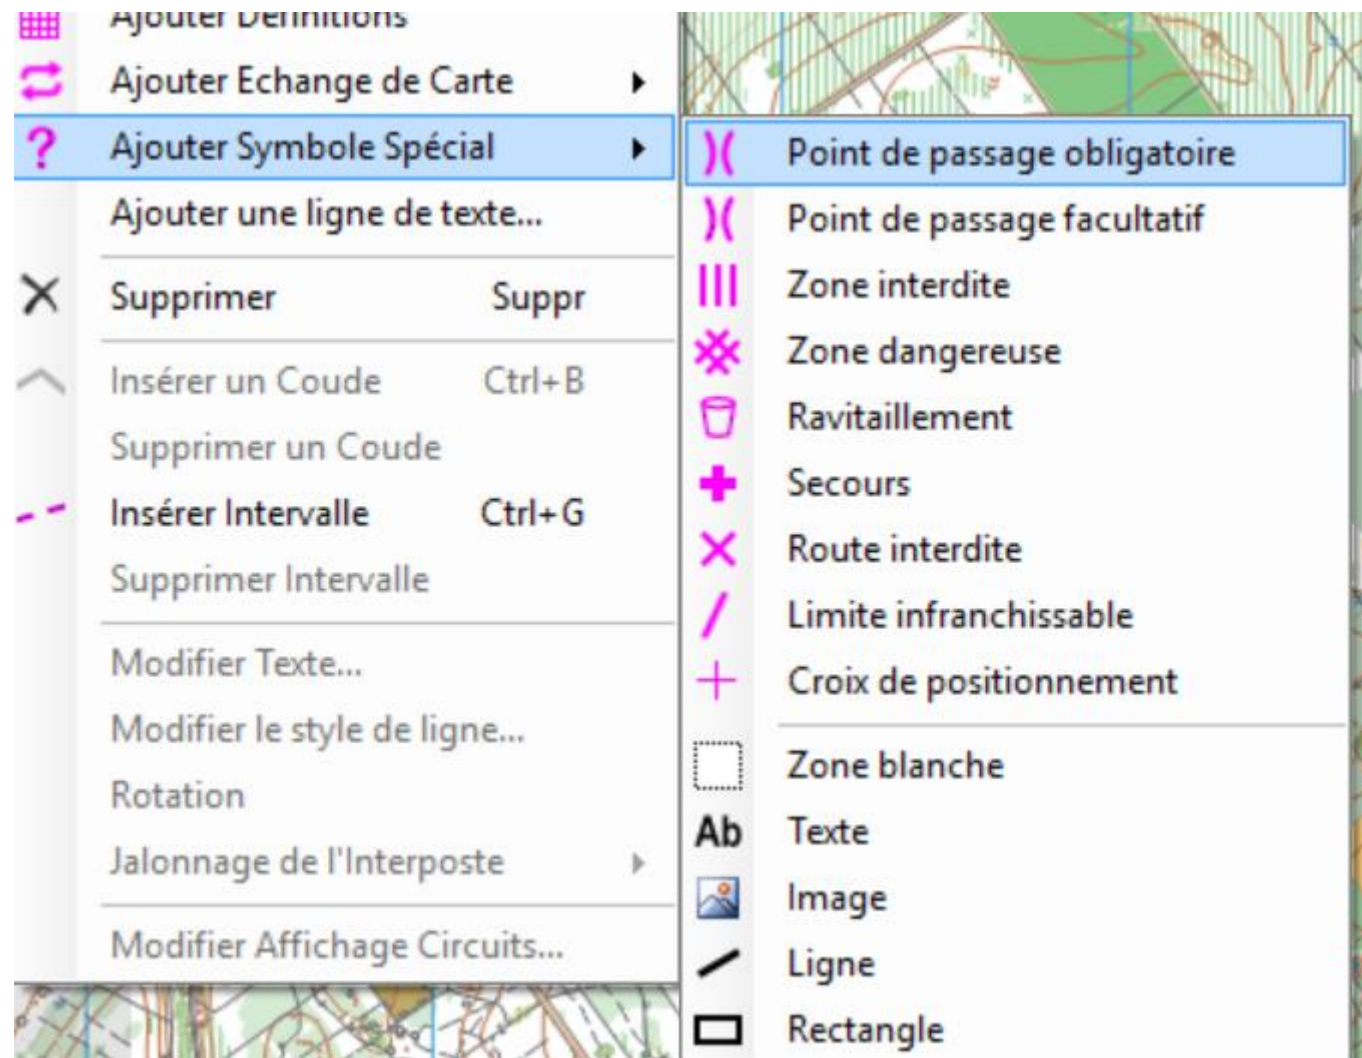 Ajouter Définitions
Ajouter Echange de Carte
Ajouter Symbole Spécial
Ajouter une ligne de texte...
Supprimer Suppr
Insérer un Coude Ctrl+B
Supprimer un Coude
Insérer Intervalle Ctrl+G
Supprimer Intervalle
Modifier Texte...
Modifier le style de ligne...
Rotation
Jalonnage de l'Interposte
Modifier Affichage Circuits...
Point de passage obligatoire
Point de passage facultatif
Zone interdite
Zone dangereuse
Ravitaillement
Secours
Route interdite
Limite infranchissable
Croix de positionnement
Zone blanche
Ab Texte
Image
Ligne
Rectangle